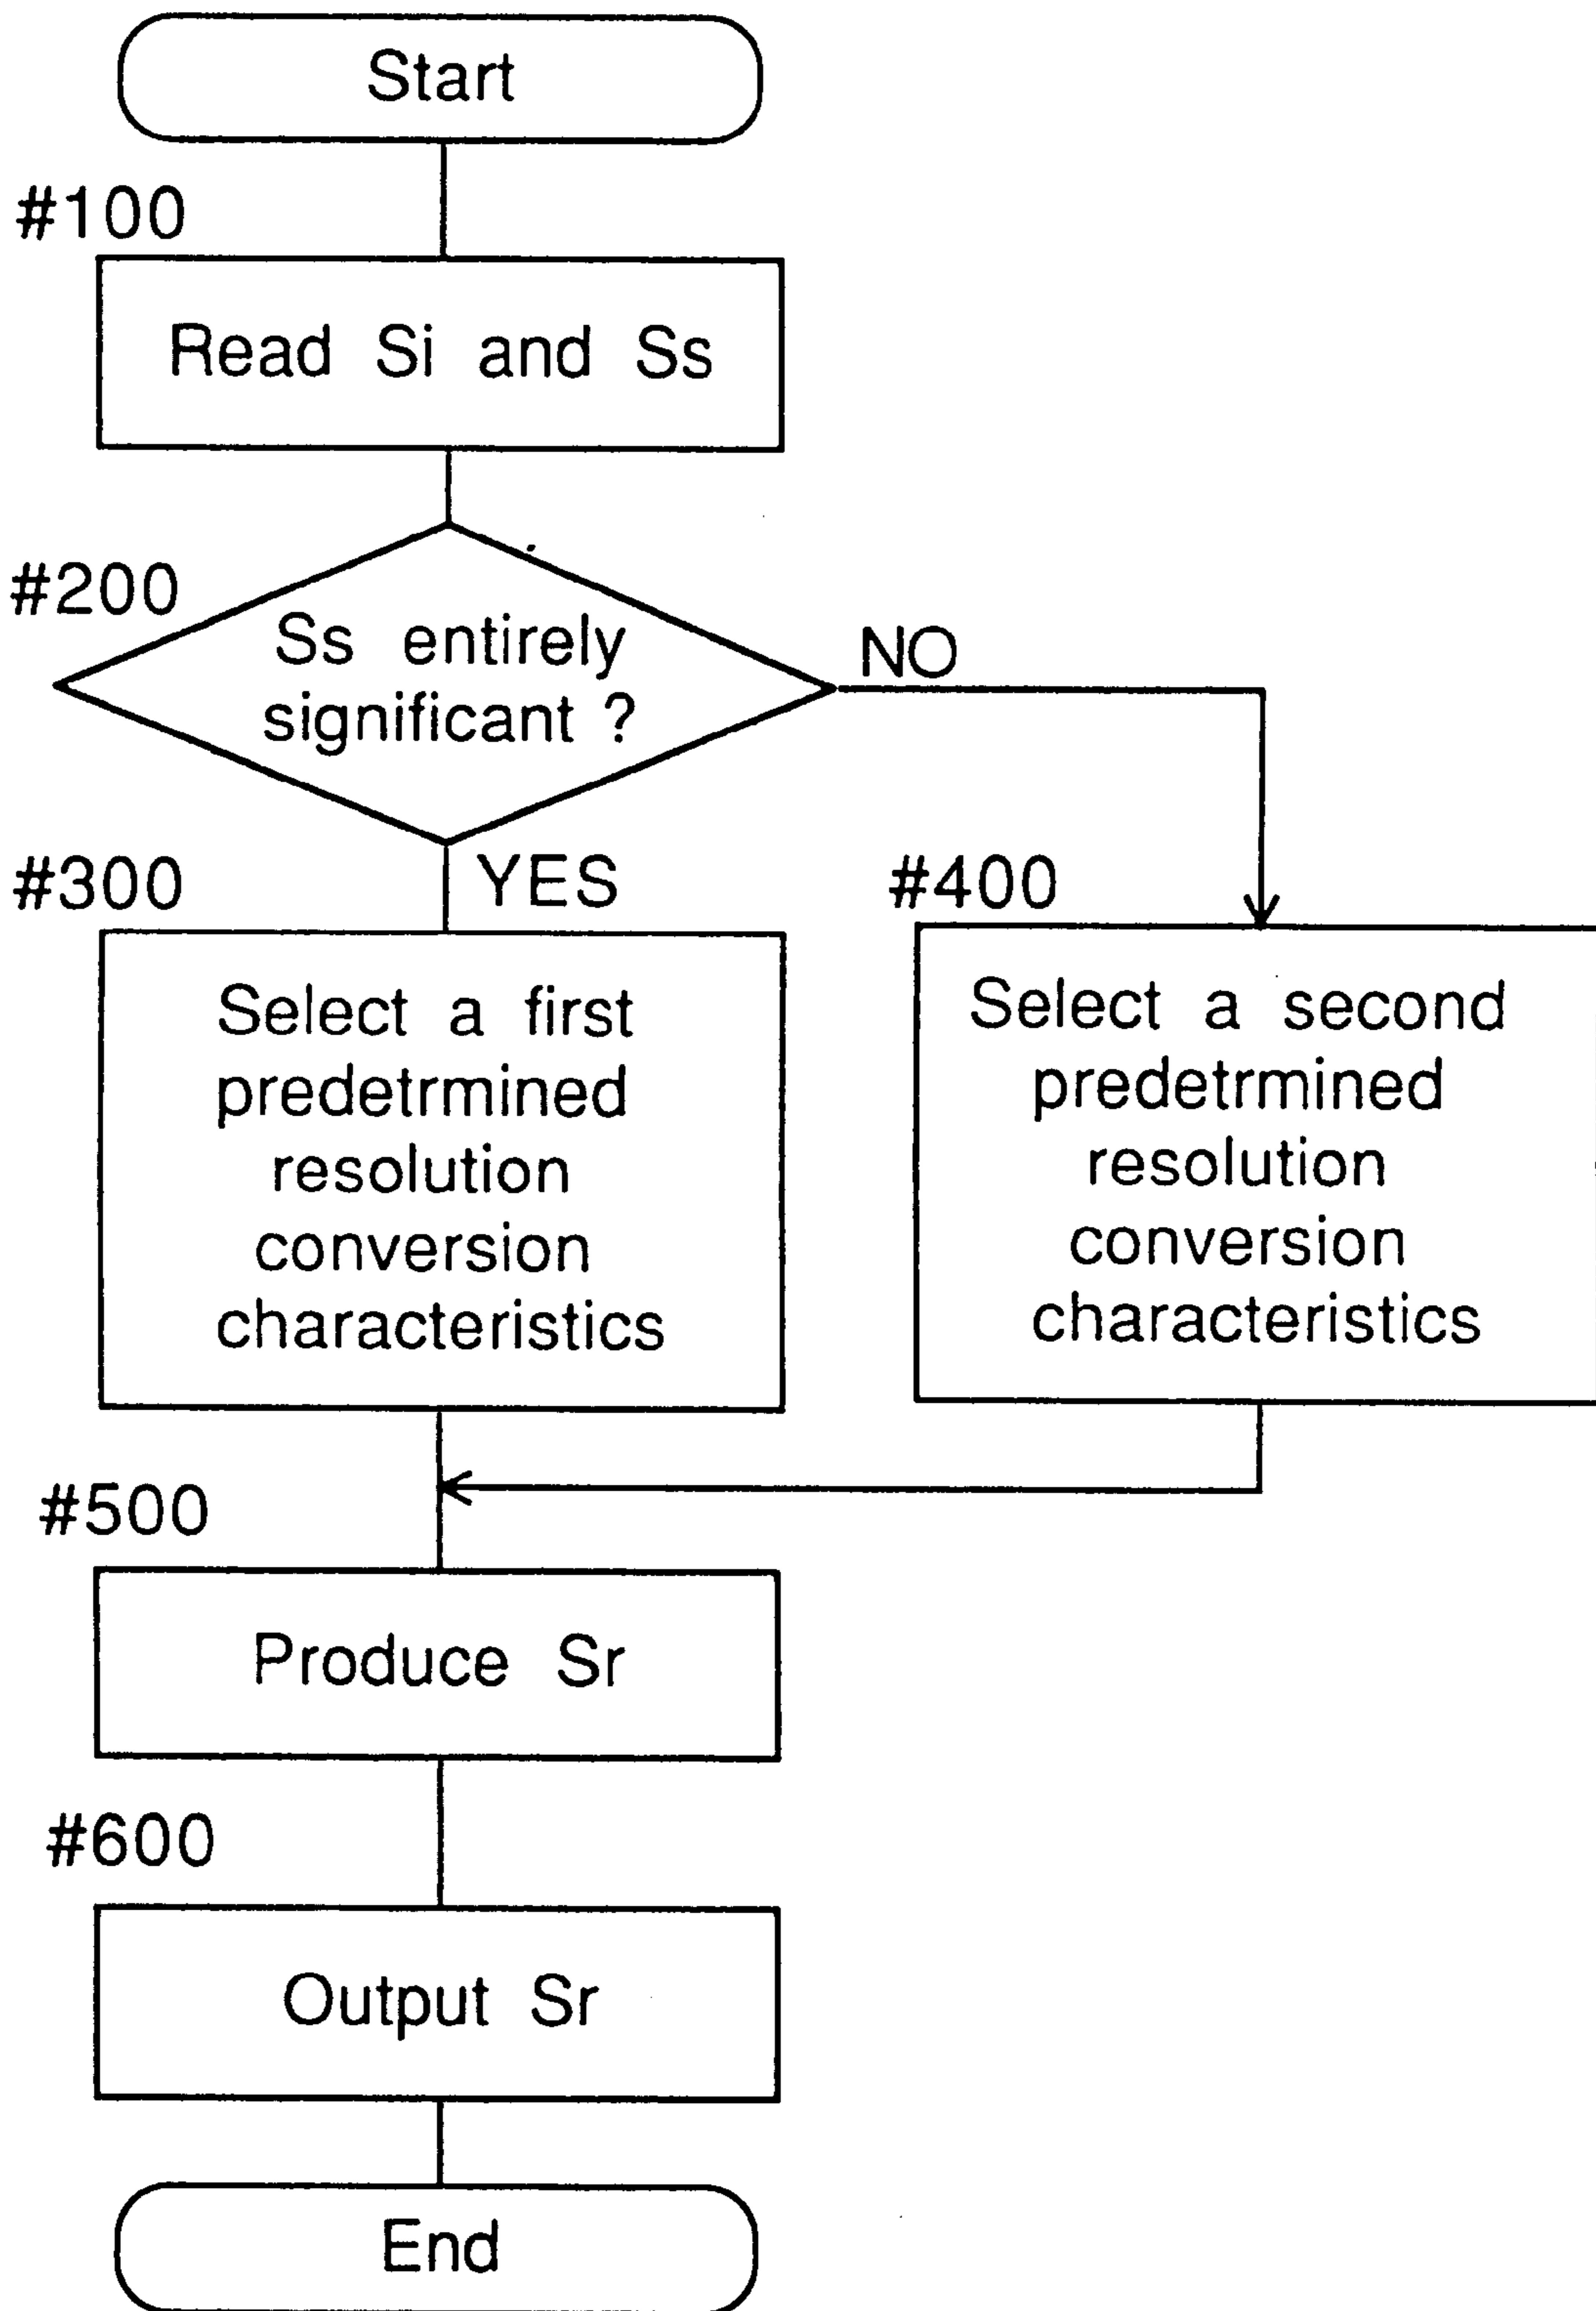 Start
#100
Read Si and Ss
#200
Ss entirely
significant ?
NO
YES
#300
Select a first
predetrmined
resolution
conversion
characteristics
#400
Select a second
predetrmined
resolution
conversion
characteristics
#500
Produce Sr
#600
Output Sr
End